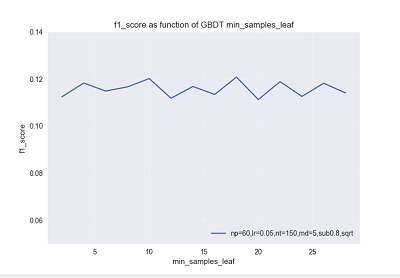 f1_score as function of GBDT min_samples_leaf
0.14
0.12
0.10
0.08
0.06
f1_score
np=60,lr=0.05,nt=150,md=5,sub0.8,sqrt
5 10 15 20 25
min_samples_leaf